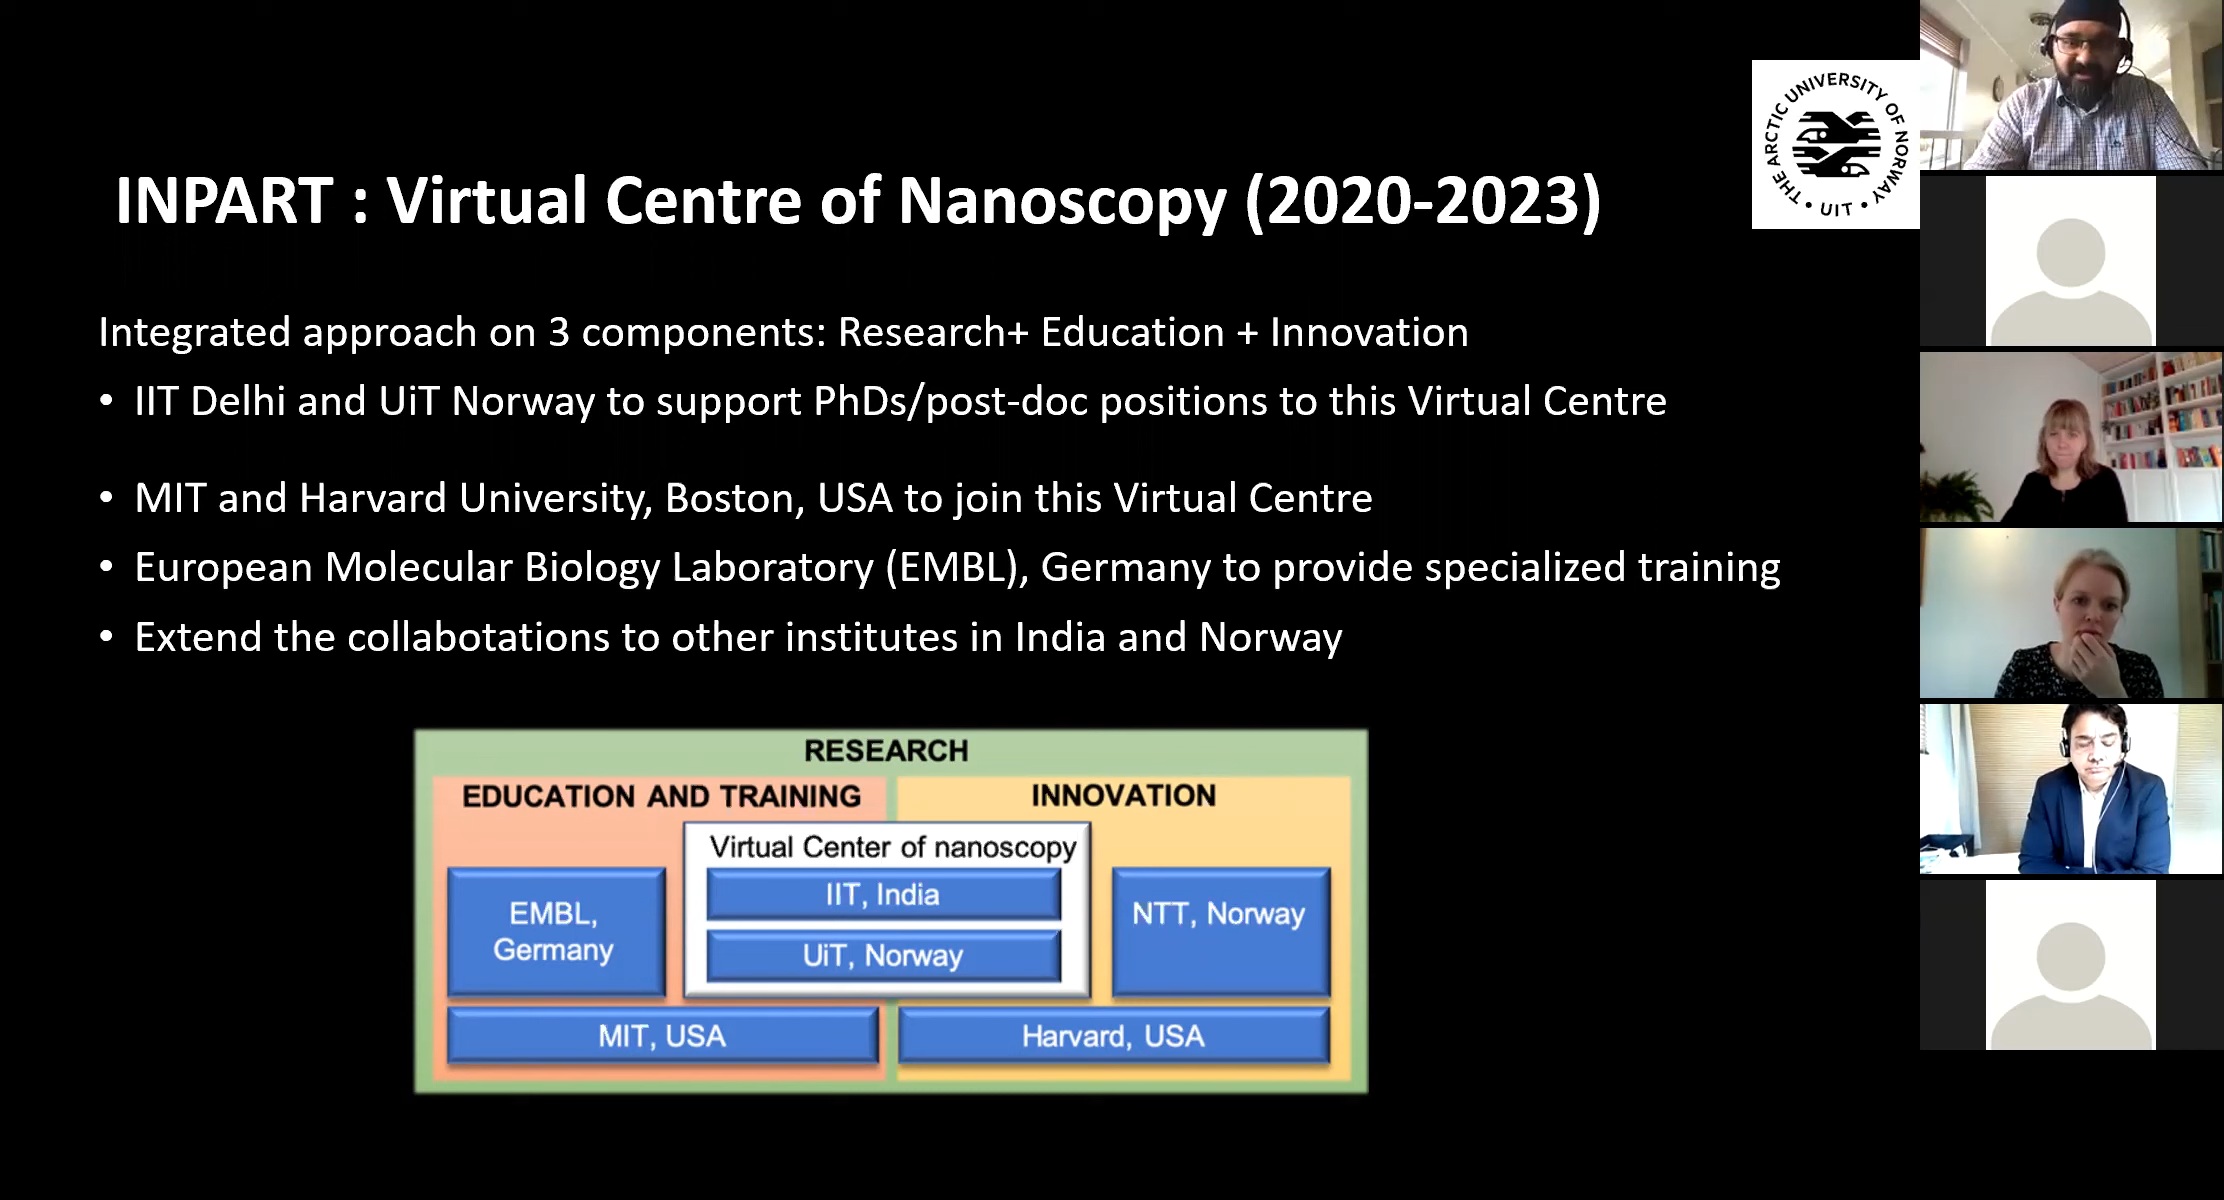 INPART : Virtual Centre of Nanoscopy (2020-2023)
THE ARCTIC UNIVERSITY OF NORWAY • UIT •
Integrated approach on 3 components: Research+ Education + Innovation
• IIT Delhi and UiT Norway to support PhDs/post-doc positions to this Virtual Centre
• MIT and Harvard University, Boston, USA to join this Virtual Centre
• European Molecular Biology Laboratory (EMBL), Germany to provide specialized training
• Extend the collabotations to other institutes in India and Norway
RESEARCH
EDUCATION AND TRAINING
INNOVATION
Virtual Center of nanoscopy
IIT, India
UiT, Norway
EMBL,
Germany
NTT, Norway
MIT, USA
Harvard, USA